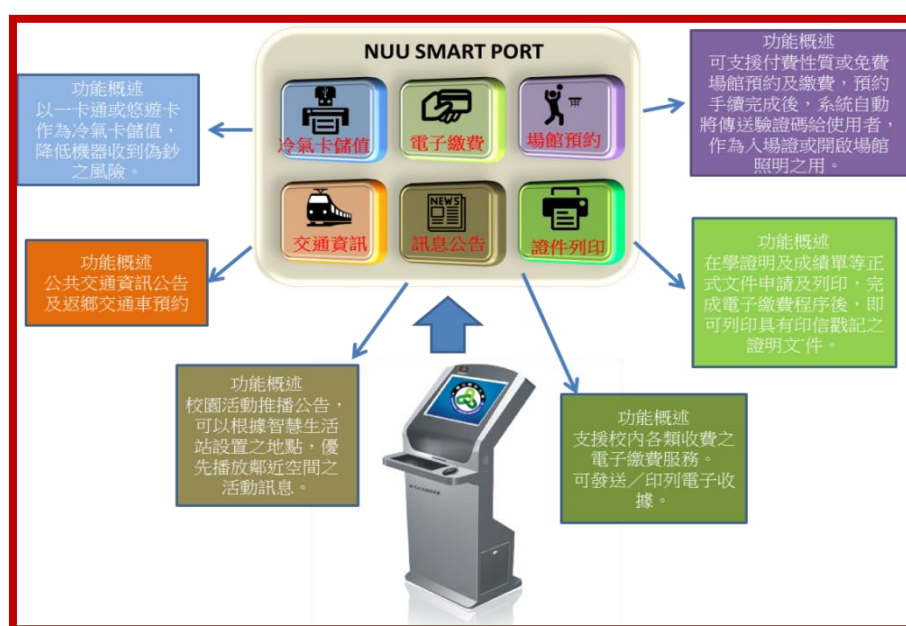 NUU SMART PORT
冷氣卡儲值
電子繳費
場館預約
交通資訊
NEWS
訊息公告
證件列印
功能概述
以一卡通或悠遊卡
作為冷氣卡儲值，
降低機器收到偽鈔
之風險。
功能概述
可支援付費性質或免費
場館預約及繳費，預約
手續完成後，系統自動
將傳送驗證碼給使用者，
作為入場證或開啟場館
照明之用。
功能概述
公共交通資訊公告
及返鄉交通車預約
功能概述
在學證明及成績單等正
式文件申請及列印，完
成電子繳費程序後，即
可列印具有印信戳記之
證明文件。
功能概述
校園活動推播公告，
可以根據智慧生活
站設置之地點，優
先播放鄰近空間之
活動訊息。
功能概述
支援校內各類收費之
電子繳費服務。
可發送／印列電子收
據。